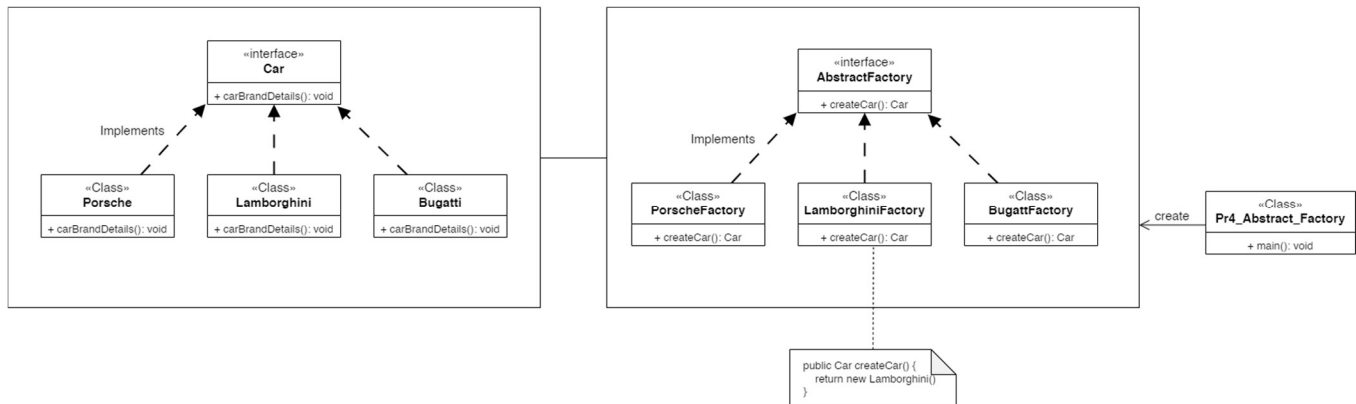 «interface»
Car
+ carBrandDetails(): void
Implements
«Class»
Porsche
+ carBrandDetails(): void
«Class»
Lamborghini
+ carBrandDetails(): void
«Class»
Bugatti
+ carBrandDetails(): void
«interface»
AbstractFactory
+ createCar(): Car
Implements
«Class»
PorscheFactory
+ createCar(): Car
«Class»
LamborghiniFactory
+ createCar(): Car
«Class»
BugattFactory
+ createCar(): Car
create
«Class»
Pr4_Abstract_Factory
+ main(): void
public Car createCar() {
return new Lamborghini()
}